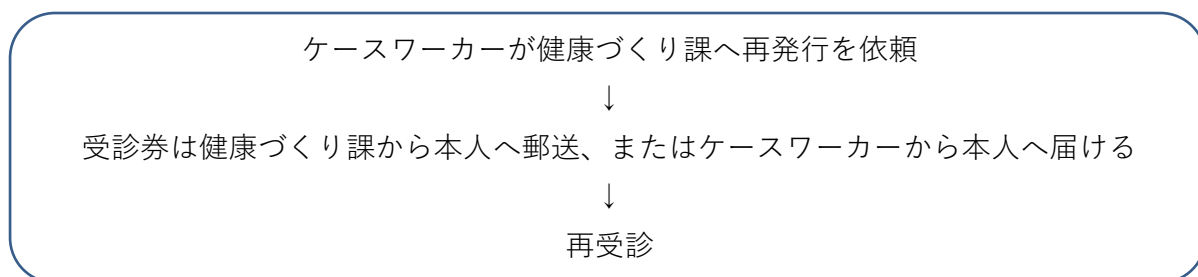 ケースワーカーが健康づくり課へ再発行を依頼
↓
受診券は健康づくり課から本人へ郵送、またはケースワーカーから本人へ届ける
↓
再受診